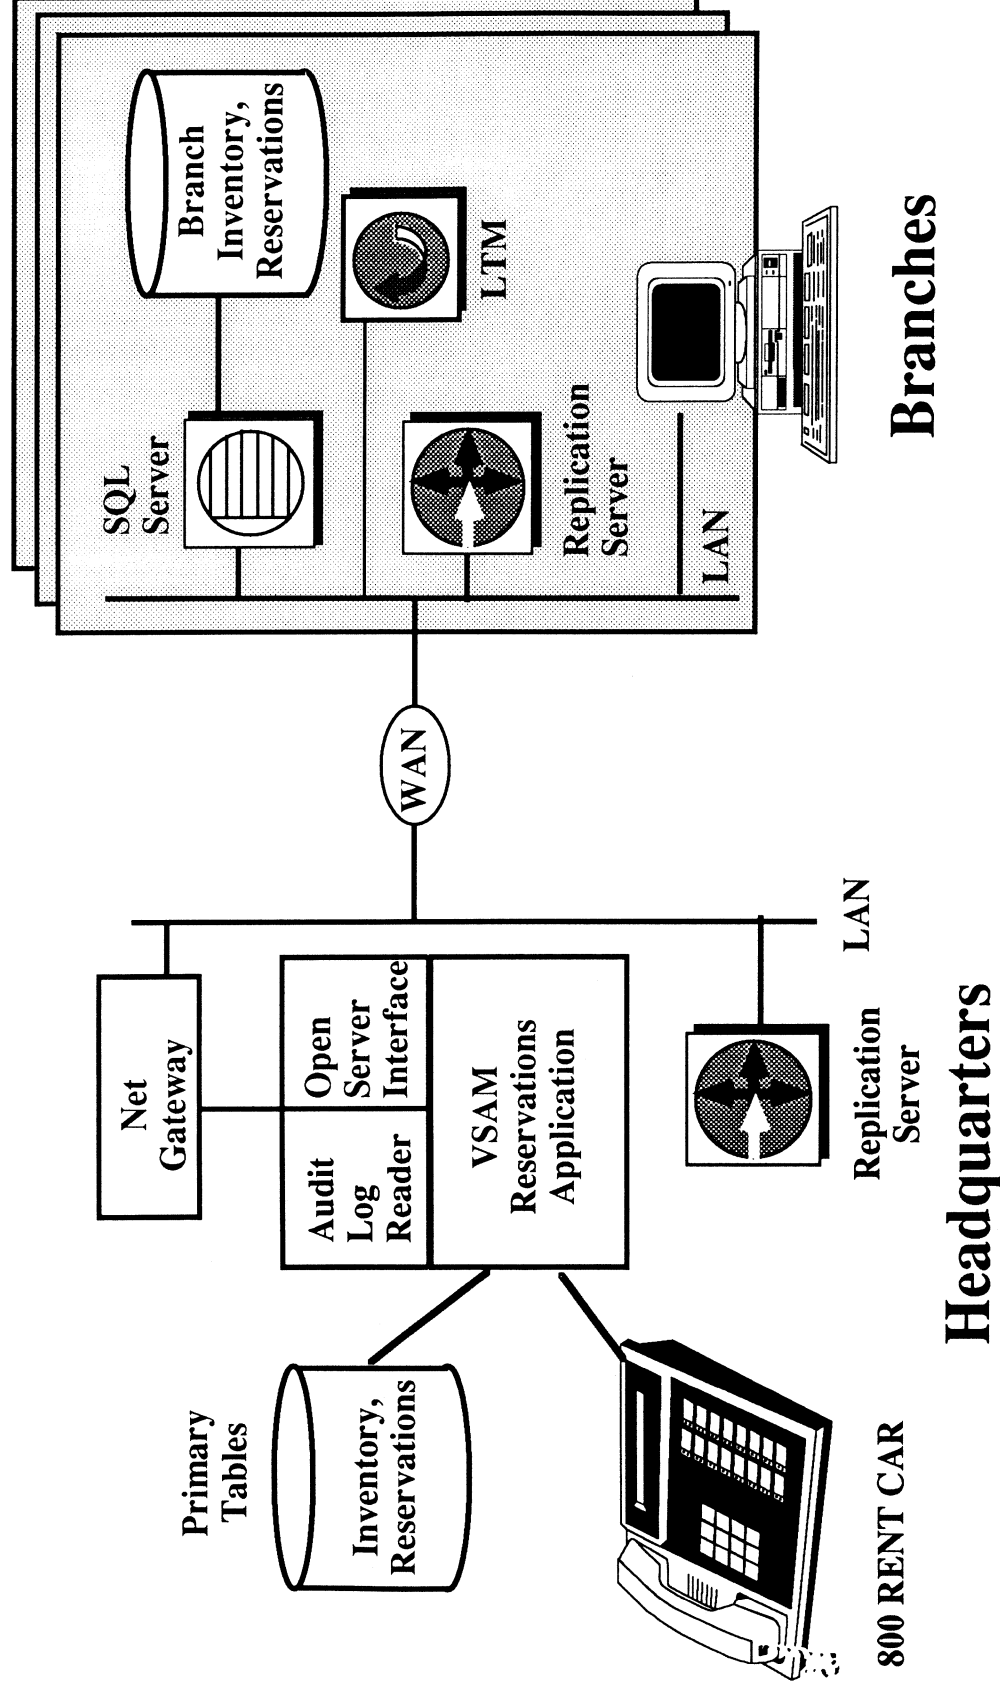 Primary
Tables
Inventory,
Reservations
800 RENT CAR
Net
Gateway
Audit
Log
Reader
Open
Server
Interface
VSAM
Reservations
Application
Replication
Server
LAN
Headquarters
WAN
SQL
Server
Branch
Inventory,
Reservations
LTM
Replication
Server
LAN
Branches